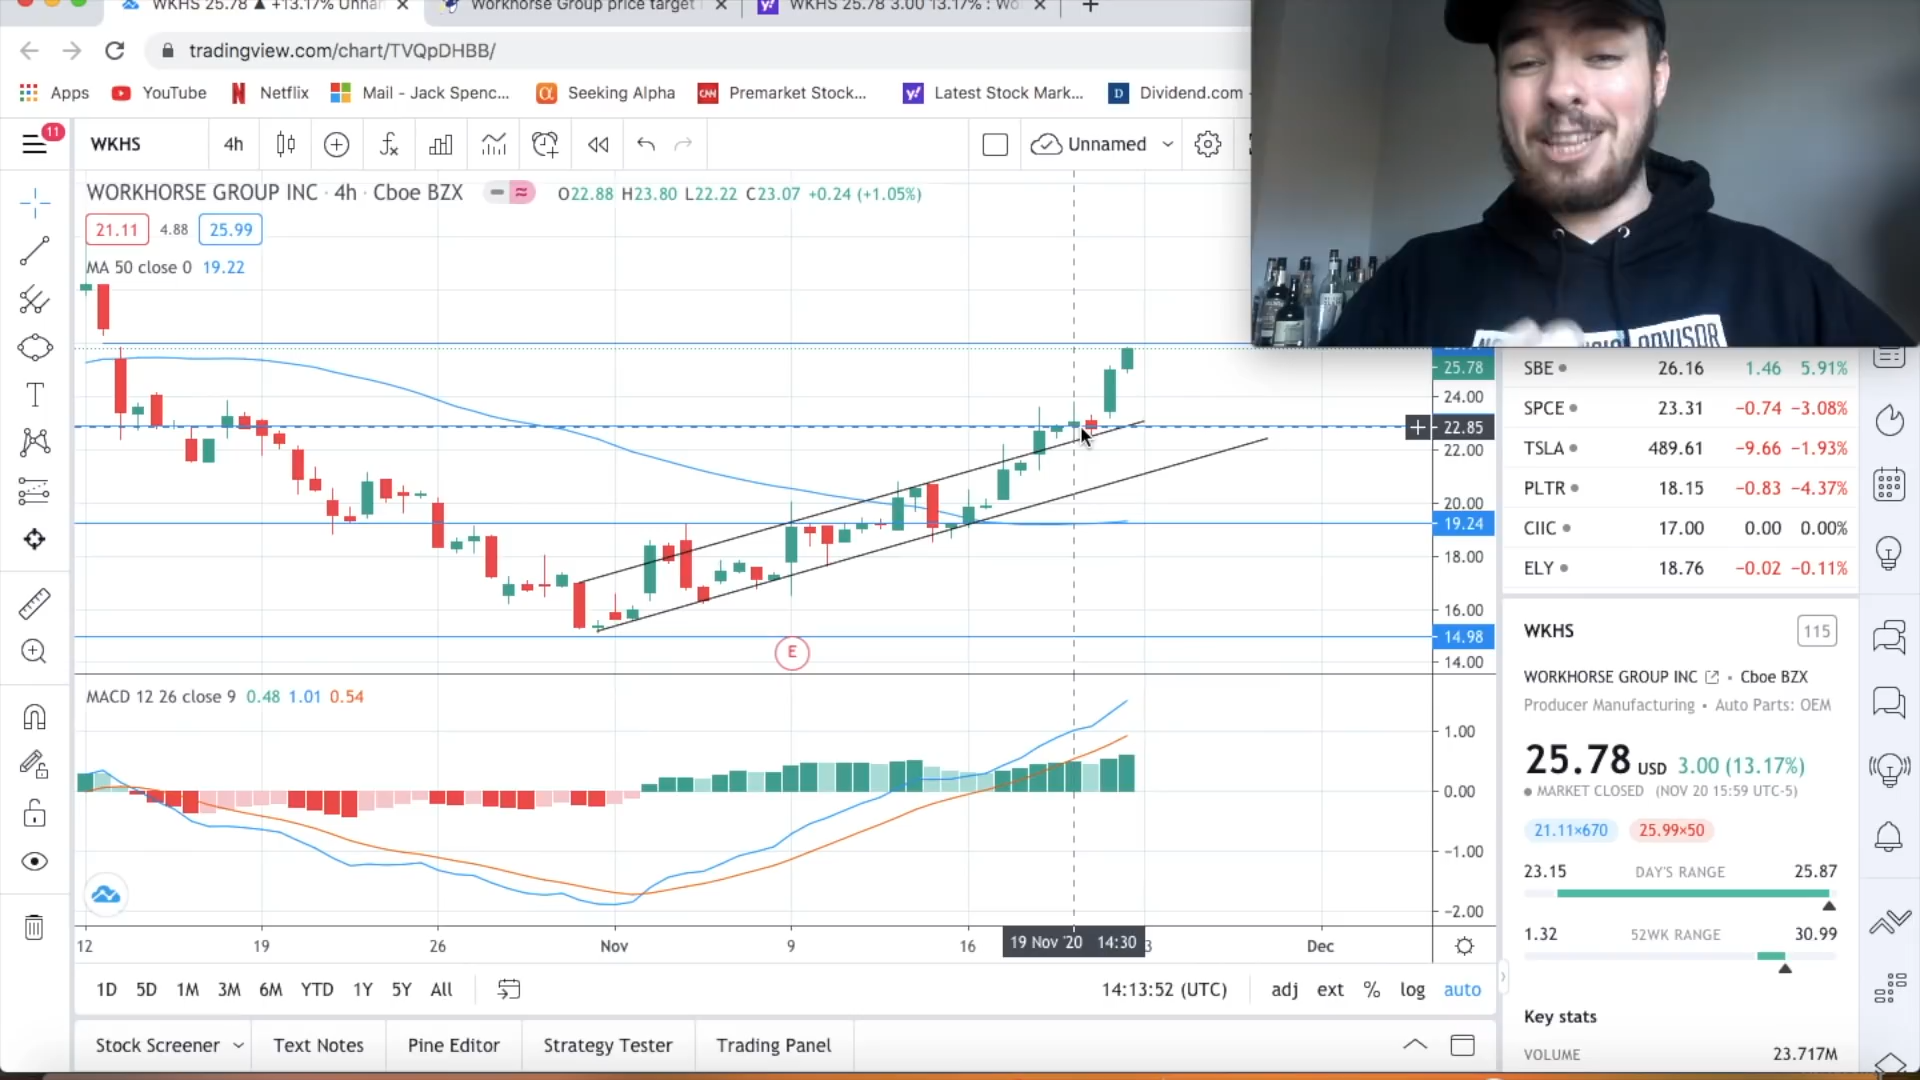 WKHS 25.78 ▲ +13.17% Unnar
Workhorse Group price target
WKHS 25.78 3.00 13.17% : Wo
tradingview.com/chart/TVQpDHBB/
Apps YouTube Netflix Mail - Jack Spenc... Seeking Alpha CNN Premarket Stock... Latest Stock Mark... D Dividend.com -
11
WKHS 4h Unnamed
WORKHORSE GROUP INC · 4h · Cboe BZX O22.88 H23.80 L22.22 C23.07 +0.24 (+1.05%)
21.11 4.88 25.99
MA 50 close 0 19.22
ADVISOR
25.78
24.00
22.85
22.00
20.00
19.24
18.00
16.00
14.98
14.00
E
MACD 12 26 close 9 0.48 1.01 0.54
1.00
0.00
−1.00
−2.00
12 19 26 Nov 9 16 19 Nov '20 14:30 3 Dec
1D 5D 1M 3M 6M YTD 1Y 5Y All 14:13:52 (UTC) adj ext % log auto
Stock Screener Text Notes Pine Editor Strategy Tester Trading Panel
SBE 26.16 1.46 5.91%
SPCE 23.31 −0.74 −3.08%
TSLA 489.61 −9.66 −1.93%
PLTR 18.15 −0.83 −4.37%
CIIC 17.00 0.00 0.00%
ELY 18.76 −0.02 −0.11%
WKHS 115
WORKHORSE GROUP INC • Cboe BZX
Producer Manufacturing • Auto Parts: OEM
25.78 USD 3.00 (13.17%)
MARKET CLOSED (NOV 20 15:59 UTC-5)
21.11×670 25.99×50
23.15 DAY'S RANGE 25.87
1.32 52WK RANGE 30.99
Key stats
VOLUME 23.717M